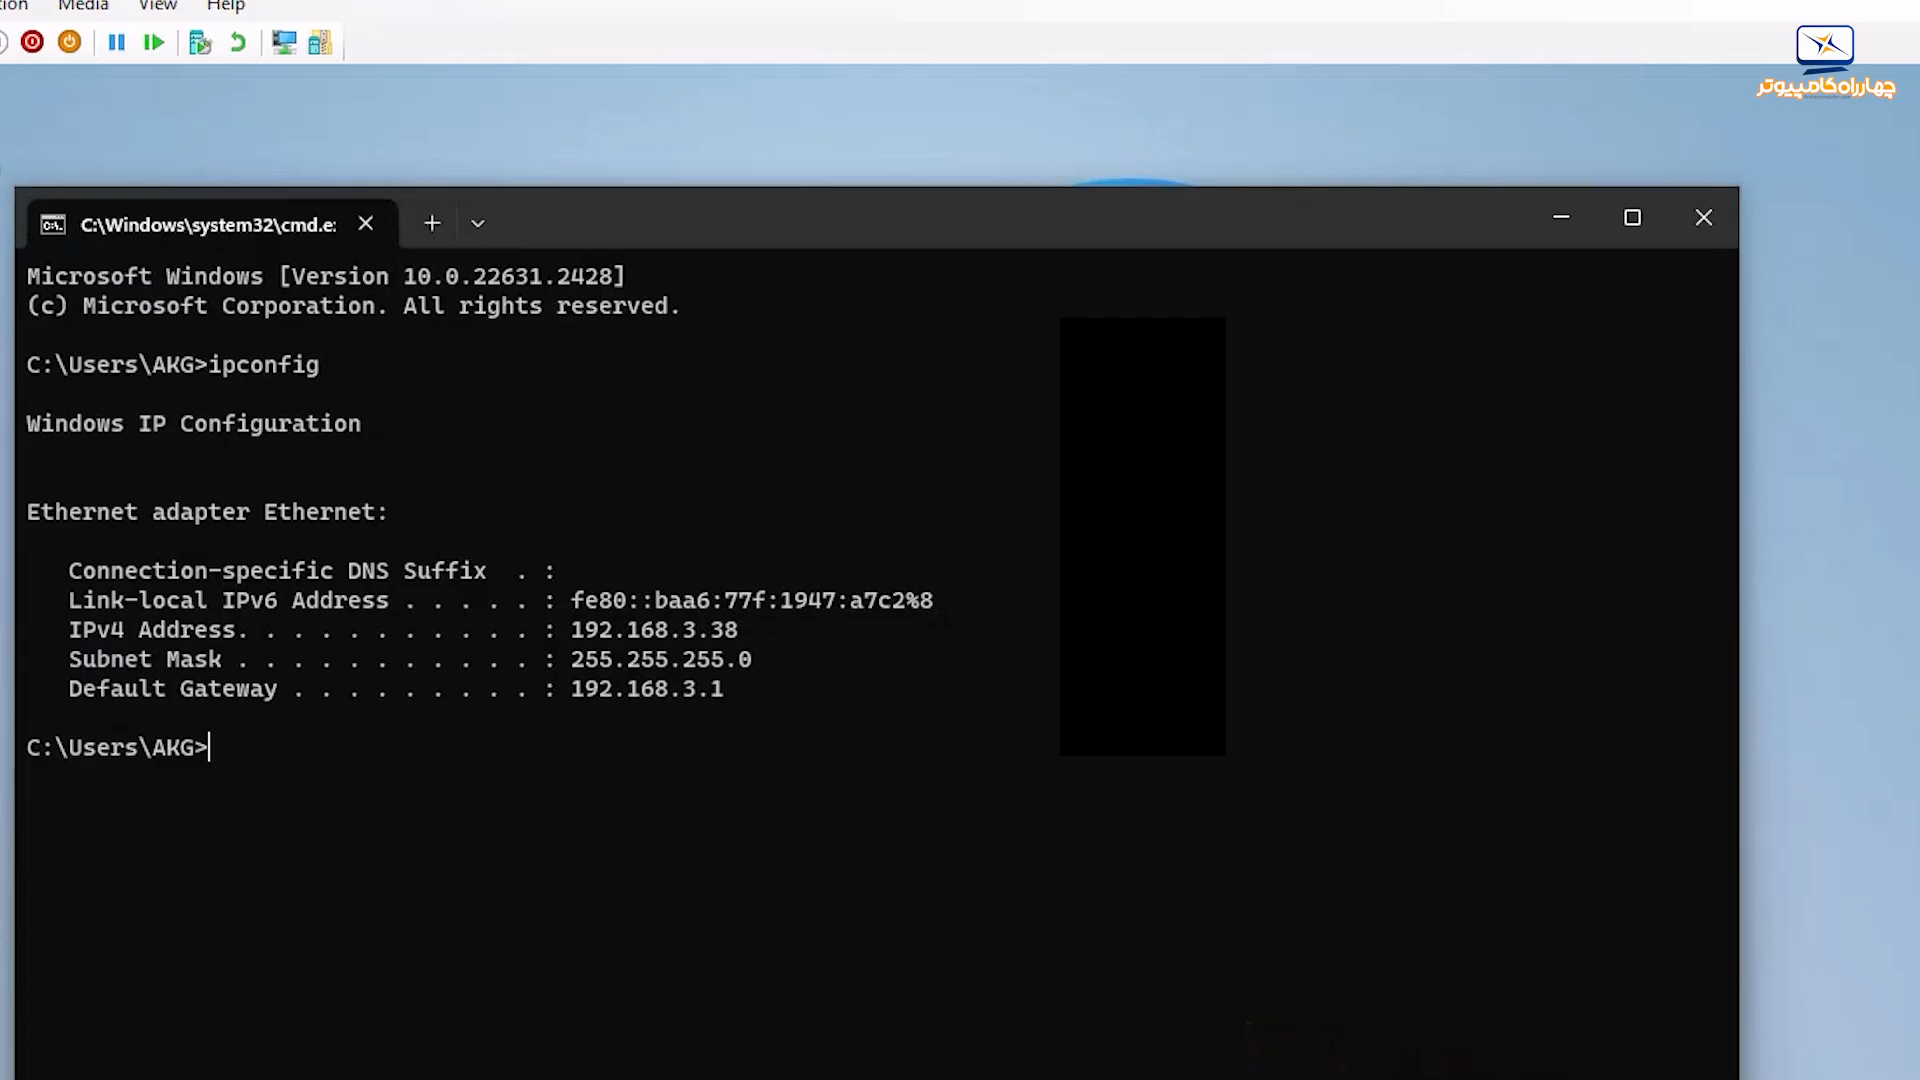 Media View Help
چهارراه کامپیوتر
C:\Windows\system32\cmd.e
Microsoft Windows [Version 10.0.22631.2428]
(c) Microsoft Corporation. All rights reserved.
C:\Users\AKG>ipconfig
Windows IP Configuration
Ethernet adapter Ethernet:
Connection-specific DNS Suffix . :
Link-local IPv6 Address . . . . . : fe80::baa6:77f:1947:a7c2%8
IPv4 Address. . . . . . . . . . . : 192.168.3.38
Subnet Mask . . . . . . . . . . . : 255.255.255.0
Default Gateway . . . . . . . . . : 192.168.3.1
C:\Users\AKG>